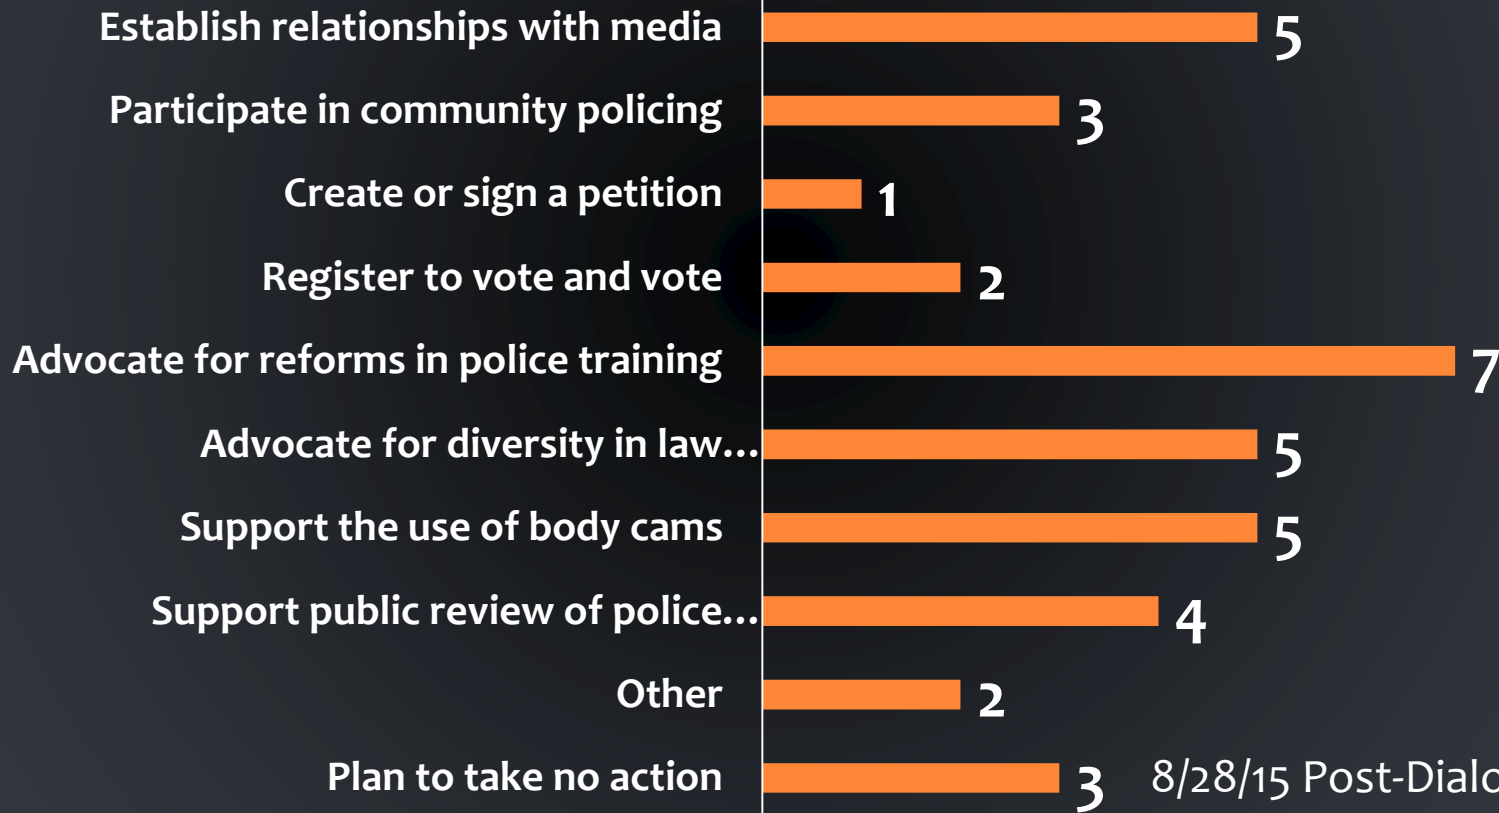 Establish relationships with media 5
Participate in community policing 3
Create or sign a petition 1
Register to vote and vote 2
Advocate for reforms in police training 7
Advocate for diversity in law... 5
Support the use of body cams 5
Support public review of police... 4
Other 2
Plan to take no action 3
8/28/15 Post-Dialo